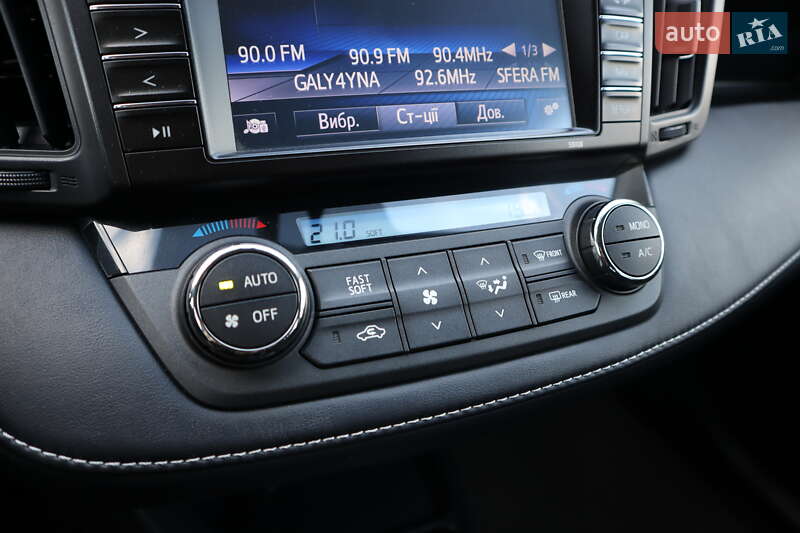 auto RIA .com
90.0 FM 90.9 FM 90.4MHz 1/3
GALY4YNA 92.6MHz SFERA FM
Вибр. Ст-ції Дов.
21.0 SOFT
AUTO
OFF
FAST
SOFT
FRONT
REAR
MONO
A/C